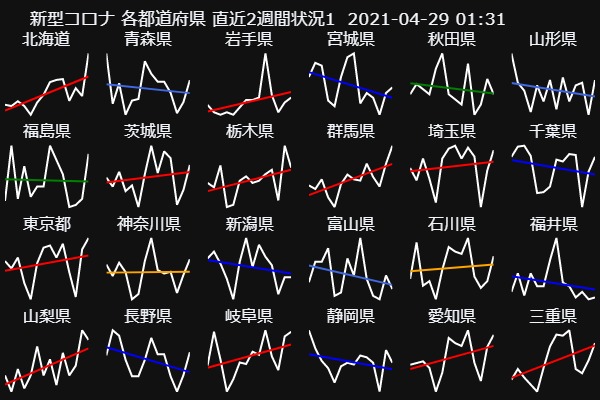 新型コロナ 各都道府県 直近2週間状況1 2021-04-29 01:31
北海道 青森県 岩手県 宮城県 秋田県 山形県
福島県 茨城県 栃木県 群馬県 埼玉県 千葉県
東京都 神奈川県 新潟県 富山県 石川県 福井県
山梨県 長野県 岐阜県 静岡県 愛知県 三重県